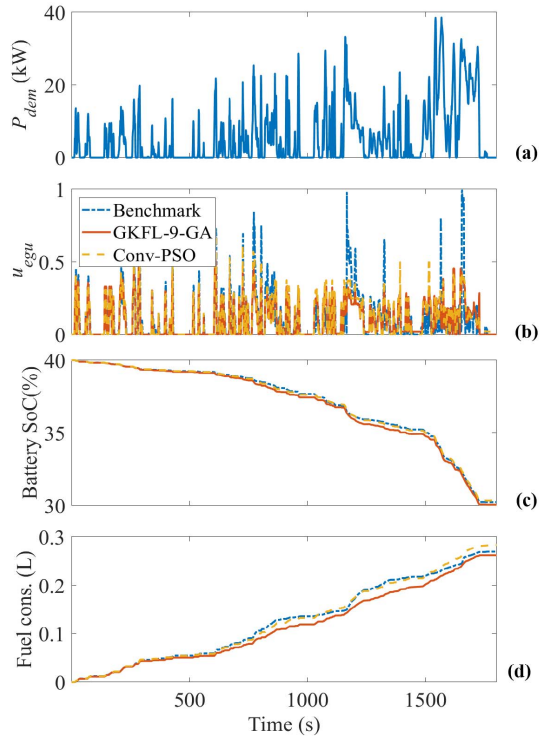 40
20
0
P_dem (kW)
(a)
1
0.5
0
u_egu
Benchmark
GKFL-9-GA
Conv-PSO
(b)
40
35
30
Battery SoC(%)
(c)
0.3
0.2
0.1
0
Fuel cons. (L)
(d)
500 1000 1500
Time (s)